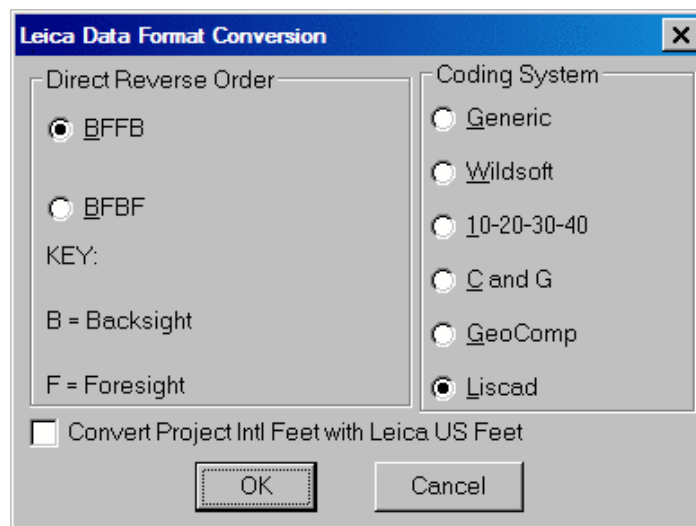 Leica Data Format Conversion
Direct Reverse Order
BFFB
BFBF
KEY:
B = Backsight
F = Foresight
Coding System
Generic
Wildsoft
10-20-30-40
C and G
GeoComp
Liscad
Convert Project Intl Feet with Leica US Feet
OK
Cancel